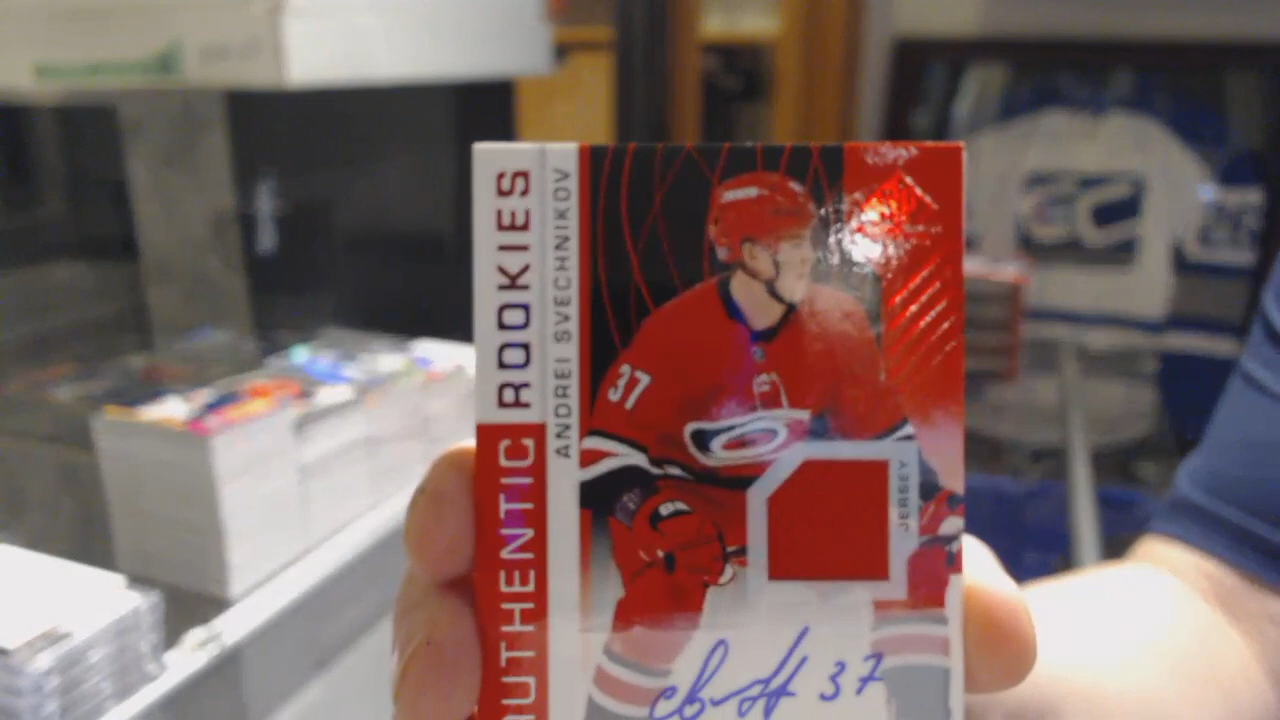 AUTHENTIC ROOKIES
ANDREI SVECHNIKOV
37
JERSEY
37